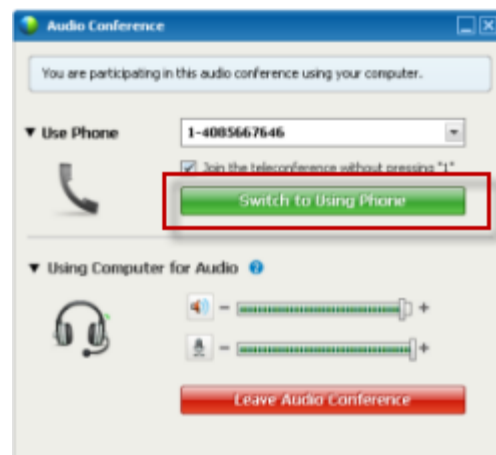 Audio Conference
You are participating in this audio conference using your computer.
Use Phone
1-4085667646
Join the teleconference without pressing "1"
Switch to Using Phone
Using Computer for Audio ?
- +
- +
Leave Audio Conference